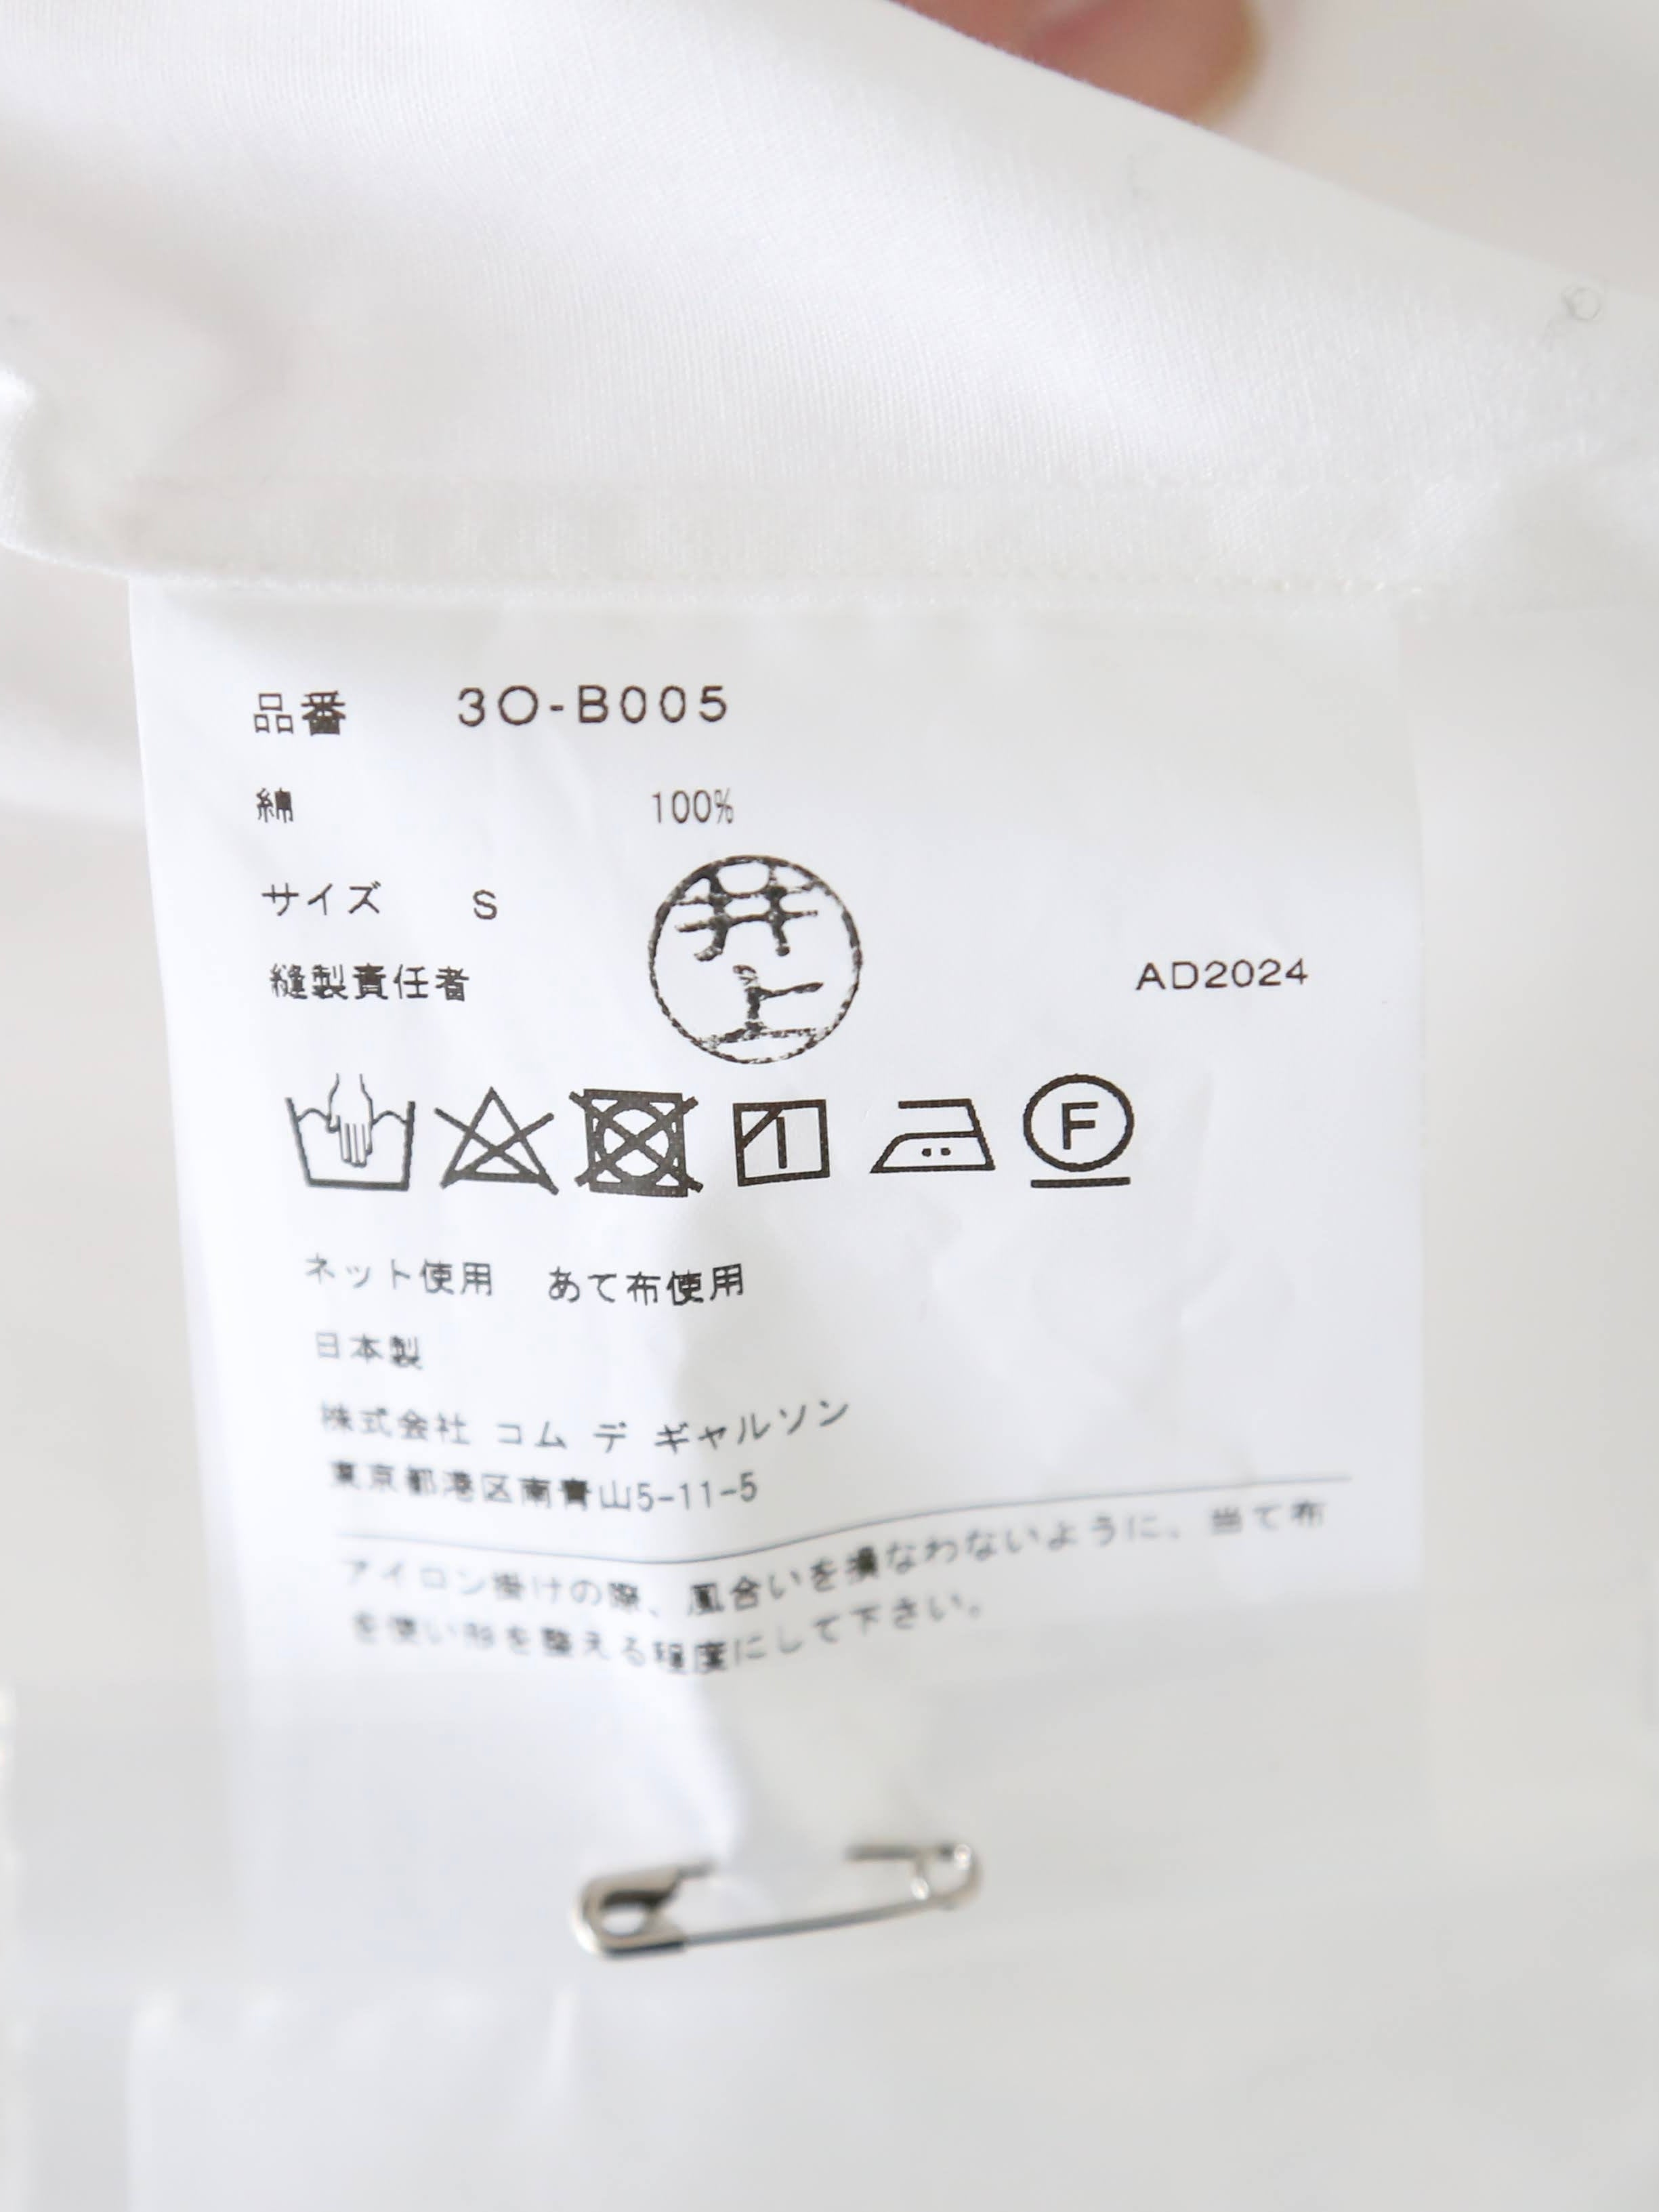 品番 3O-B005
綿 100%
サイズ S
井上
縫製責任者 AD2024
F
ネット使用 あて布使用
日本製
株式会社 コム デ ギャルソン
東京都港区南青山5-11-5
アイロン掛けの際、風合いを損なわないように、当て布
を使い形を整える程度にして下さい。